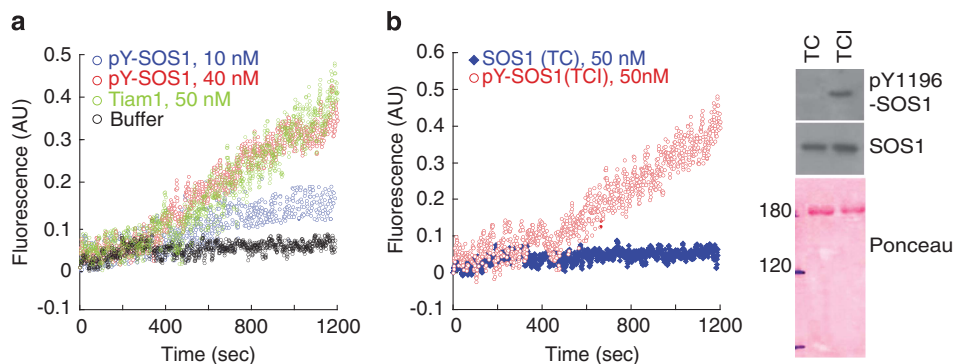 a
pY-SOS1, 10 nM
pY-SOS1, 40 nM
Tiam1, 50 nM
Buffer
Fluorescence (AU)
0.5
0.4
0.3
0.2
0.1
0
-0.1
0 400 800 1200
Time (sec)
b
SOS1 (TC), 50 nM
pY-SOS1(TCI), 50nM
Fluorescence (AU)
0.6
0.5
0.4
0.3
0.2
0.1
0
-0.1
0 400 800 1200
Time (sec)
TC
TCI
pY1196
-SOS1
SOS1
180
120
Ponceau